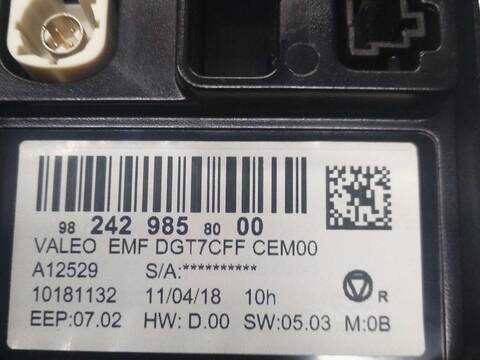 98 242 985 80 00
VALEO EMF DGT7CFF CEM00
A12529 S/A:**********
10181132 11/04/18 10h
R
EEP:07.02 HW: D.00 SW:05.03 M:0B